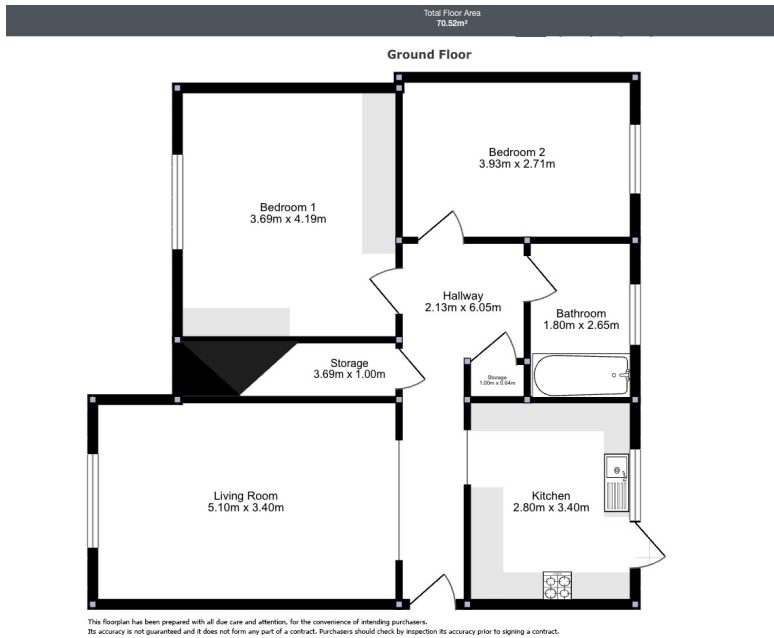 Total Floor Area
70.52m²
Ground Floor
Bedroom 2
3.93m x 2.71m
Bedroom 1
3.69m x 4.19m
Hallway
2.13m x 6.05m
Bathroom
1.80m x 2.65m
Storage
3.69m x 1.00m
Storage
1.00m x 0.64m
Living Room
5.10m x 3.40m
Kitchen
2.80m x 3.40m
This floorplan has been prepared with all due care and attention, for the convenience of intending purchasers.
Its accuracy is not guaranteed and it does not form any part of a contract. Purchasers should check by inspection its accuracy prior to signing a contract.